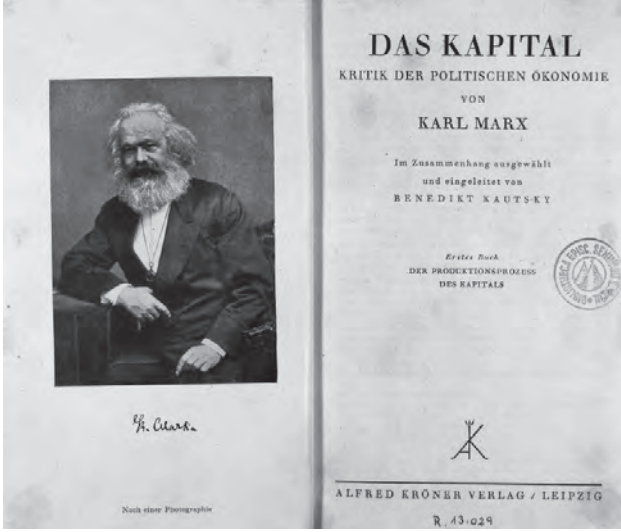 Nach einer Photographie
DAS KAPITAL
KRITIK DER POLITISCHEN ÖKONOMIE
VON
KARL MARX
Im Zusammenhang ausgewählt
und eingeleitet von
BENEDIKT KAUTSKY
Erstes Buch
DER PRODUKTIONSPROZESS
DES KAPITALS
AK
ALFRED KRÖNER VERLAG / LEIPZIG
R. 13.029